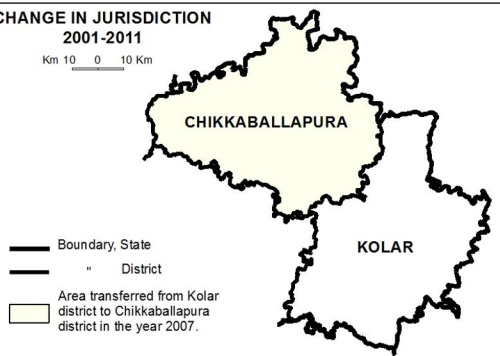 CHANGE IN JURISDICTION
2001-2011
Km 10 0 10 Km
CHIKKABALLAPURA
KOLAR
Boundary, State
" District
Area transferred from Kolar
district to Chikkaballapura
district in the year 2007.